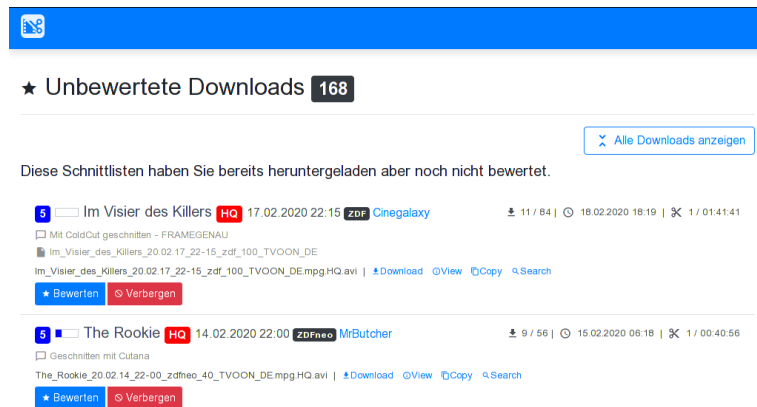 ★ Unbewertete Downloads 168
Alle Downloads anzeigen
Diese Schnittlisten haben Sie bereits heruntergeladen aber noch nicht bewertet.
5 Im Visier des Killers HQ 17.02.2020 22:15 ZDF Cinegalaxy 11 / 84 | 18.02.2020 18:19 | 1 / 01:41:41
Mit ColdCut geschnitten - FRAMEGENAU
Im_Visier_des_Killers_20.02.17_22-15_zdf_100_TVOON_DE
Im_Visier_des_Killers_20.02.17_22-15_zdf_100_TVOON_DE.mpg.HQ.avi | Download View Copy Search
★ Bewerten Verbergen
5 The Rookie HQ 14.02.2020 22:00 ZDFneo MrButcher 9 / 56 | 15.02.2020 06:18 | 1 / 00:40:56
Geschnitten mit Cutana
The_Rookie_20.02.14_22-00_zdfneo_40_TVOON_DE.mpg.HQ.avi | Download View Copy Search
★ Bewerten Verbergen